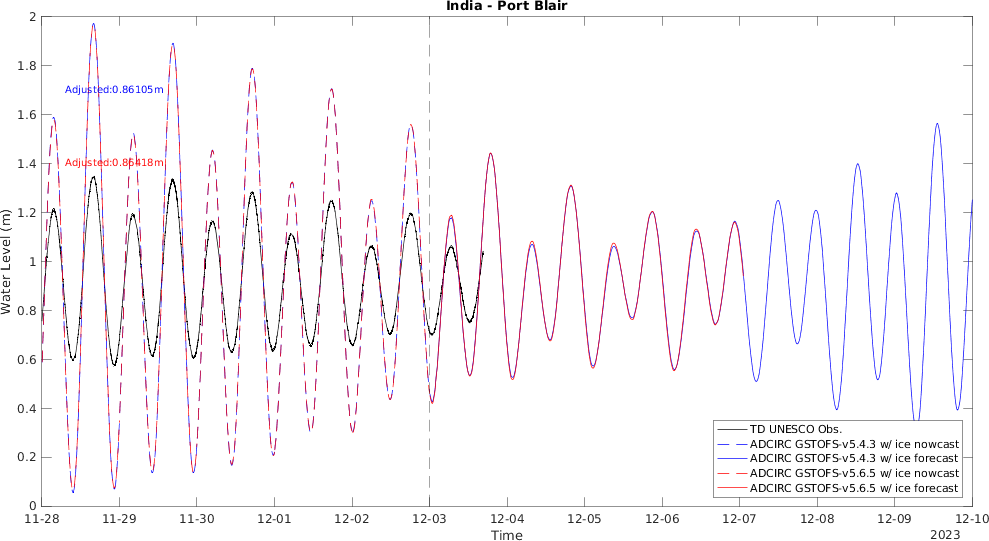 India - Port Blair
2
1.8
1.6
1.4
1.2
1
0.8
0.6
0.4
0.2
0
Water Level (m)
Adjusted:0.86105m
Adjusted:0.86418m
TD UNESCO Obs.
ADCIRC GSTOFS-v5.4.3 w/ ice nowcast
ADCIRC GSTOFS-v5.4.3 w/ ice forecast
ADCIRC GSTOFS-v5.6.5 w/ ice nowcast
ADCIRC GSTOFS-v5.6.5 w/ ice forecast
11-28 11-29 11-30 12-01 12-02 12-03 12-04 12-05 12-06 12-07 12-08 12-09 12-10
Time
2023